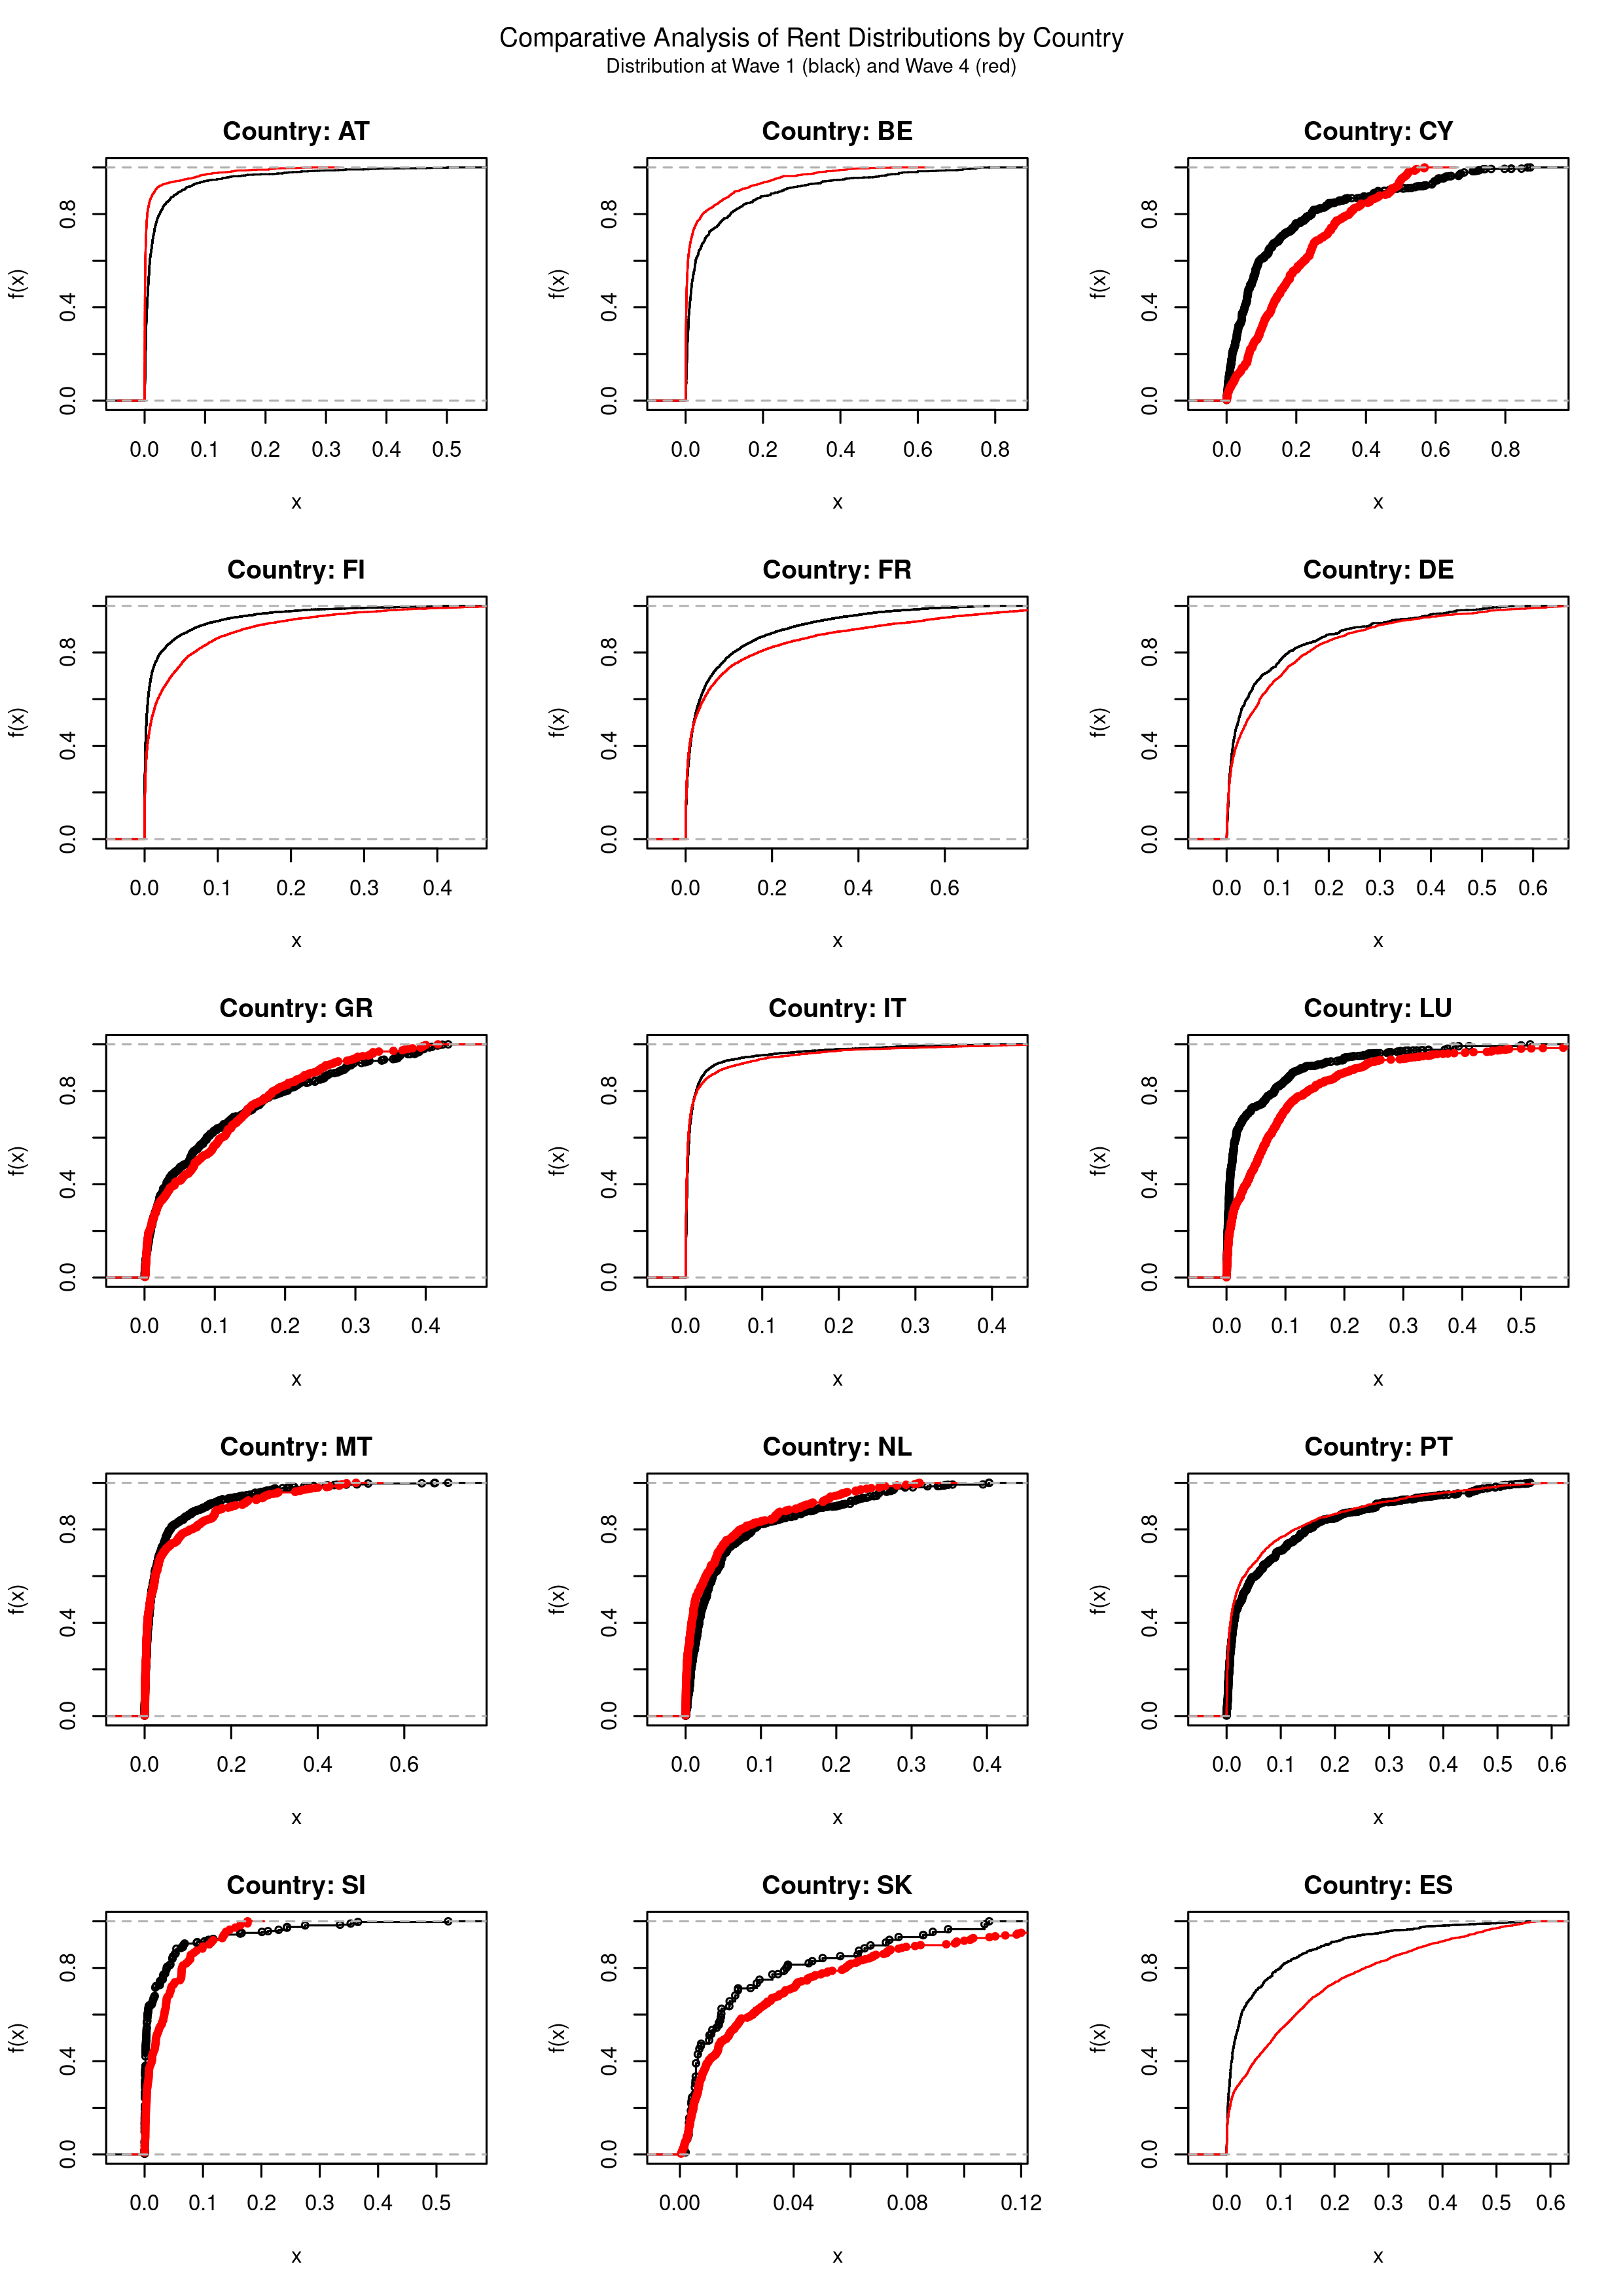 Comparative Analysis of Rent Distributions by Country
Distribution at Wave 1 (black) and Wave 4 (red)
Country: AT
f(x)
0.0 0.4 0.8
0.0 0.1 0.2 0.3 0.4 0.5
x
Country: BE
f(x)
0.0 0.4 0.8
0.0 0.2 0.4 0.6 0.8
x
Country: CY
f(x)
0.0 0.4 0.8
0.0 0.2 0.4 0.6 0.8
x
Country: FI
f(x)
0.0 0.4 0.8
0.0 0.1 0.2 0.3 0.4
x
Country: FR
f(x)
0.0 0.4 0.8
0.0 0.2 0.4 0.6
x
Country: DE
f(x)
0.0 0.4 0.8
0.0 0.1 0.2 0.3 0.4 0.5 0.6
x
Country: GR
f(x)
0.0 0.4 0.8
0.0 0.1 0.2 0.3 0.4
x
Country: IT
f(x)
0.0 0.4 0.8
0.0 0.1 0.2 0.3 0.4
x
Country: LU
f(x)
0.0 0.4 0.8
0.0 0.1 0.2 0.3 0.4 0.5
x
Country: MT
f(x)
0.0 0.4 0.8
0.0 0.2 0.4 0.6
x
Country: NL
f(x)
0.0 0.4 0.8
0.0 0.1 0.2 0.3 0.4
x
Country: PT
f(x)
0.0 0.4 0.8
0.0 0.1 0.2 0.3 0.4 0.5 0.6
x
Country: SI
f(x)
0.0 0.4 0.8
0.0 0.1 0.2 0.3 0.4 0.5
x
Country: SK
f(x)
0.0 0.4 0.8
0.00 0.04 0.08 0.12
x
Country: ES
f(x)
0.0 0.4 0.8
0.0 0.1 0.2 0.3 0.4 0.5 0.6
x